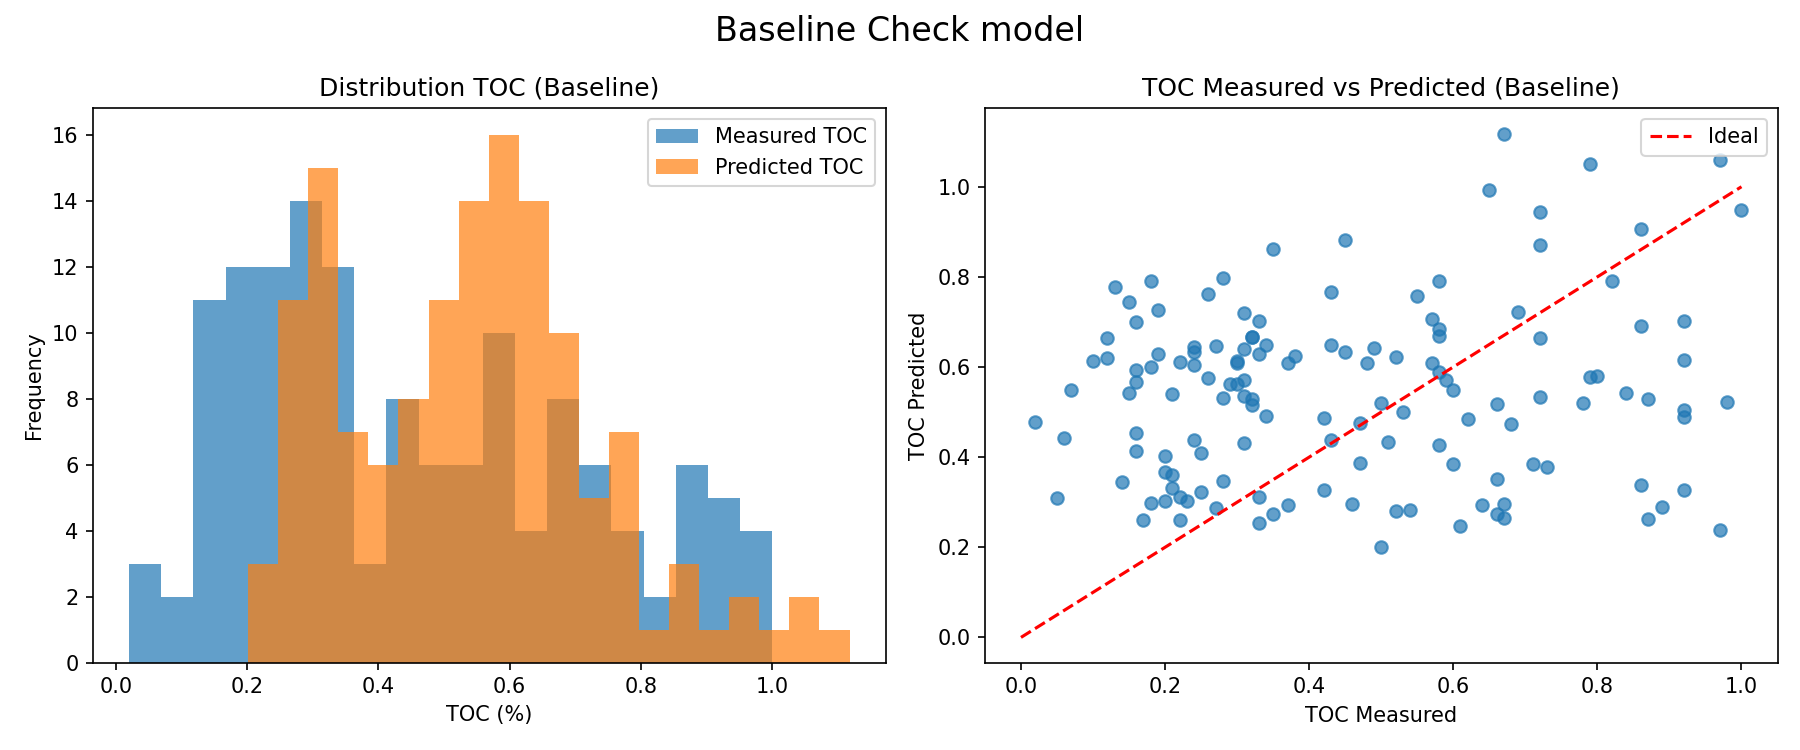 Baseline Check model
Distribution TOC (Baseline)
Measured TOC
Predicted TOC
Frequency
16
14
12
10
8
6
4
2
0
0.0 0.2 0.4 0.6 0.8 1.0
TOC (%)
TOC Measured vs Predicted (Baseline)
Ideal
TOC Predicted
1.0
0.8
0.6
0.4
0.2
0.0
0.0 0.2 0.4 0.6 0.8 1.0
TOC Measured